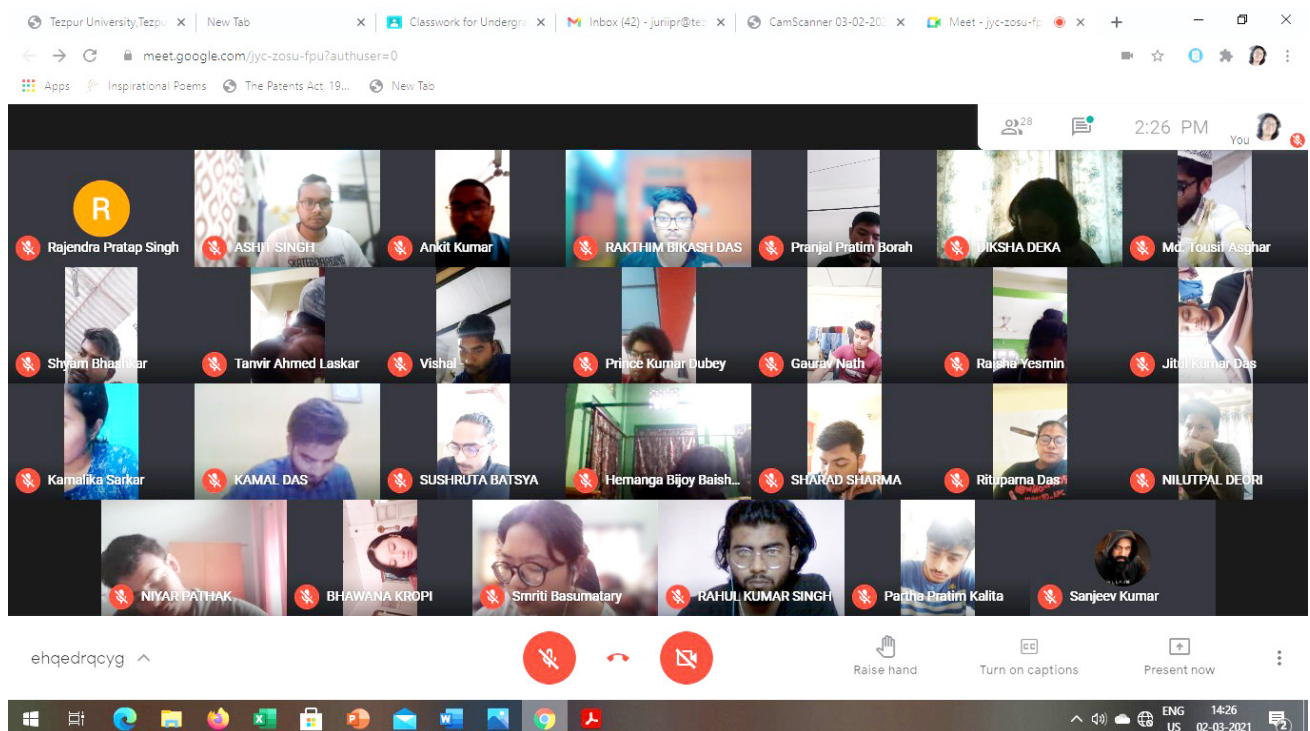 Tezpur University,Tezpu
New Tab
Classwork for Undergra
Inbox (42) - juriipr@tez
CamScanner 03-02-202
Meet - jyc-zosu-fp
meet.google.com/jyc-zosu-fpu?authuser=0
Apps
Inspirational Poems
The Patents Act, 19...
New Tab
28
2:26 PM
You
R
Rajendra Pratap Singh
ASHIT SINGH
SKATEBOARDING
Ankit Kumar
RAKTHIM BIKASH DAS
Pranjal Pratim Borah
DIKSHA DEKA
Md. Tousif Asghar
Shyam Bhashkar
Tanvir Ahmed Laskar
Vishal -
Prince Kumar Dubey
Gaurav Nath
Raisha Yesmin
Jitul Kumar Das
Kamalika Sarkar
KAMAL DAS
SUSHRUTA BATSYA
Hemanga Bijoy Baish...
SHARAD SHARMA
Rituparna Das
NILUTPAL DEORI
NIYAR PATHAK
BHAWANA KROPI
Smriti Basumatary
RAHUL KUMAR SINGH
Partha Pratim Kalita
Sanjeev Kumar
ehqedrqcyg
Raise hand
CC
Turn on captions
Present now
ENG
US
14:26
02-03-2021
2